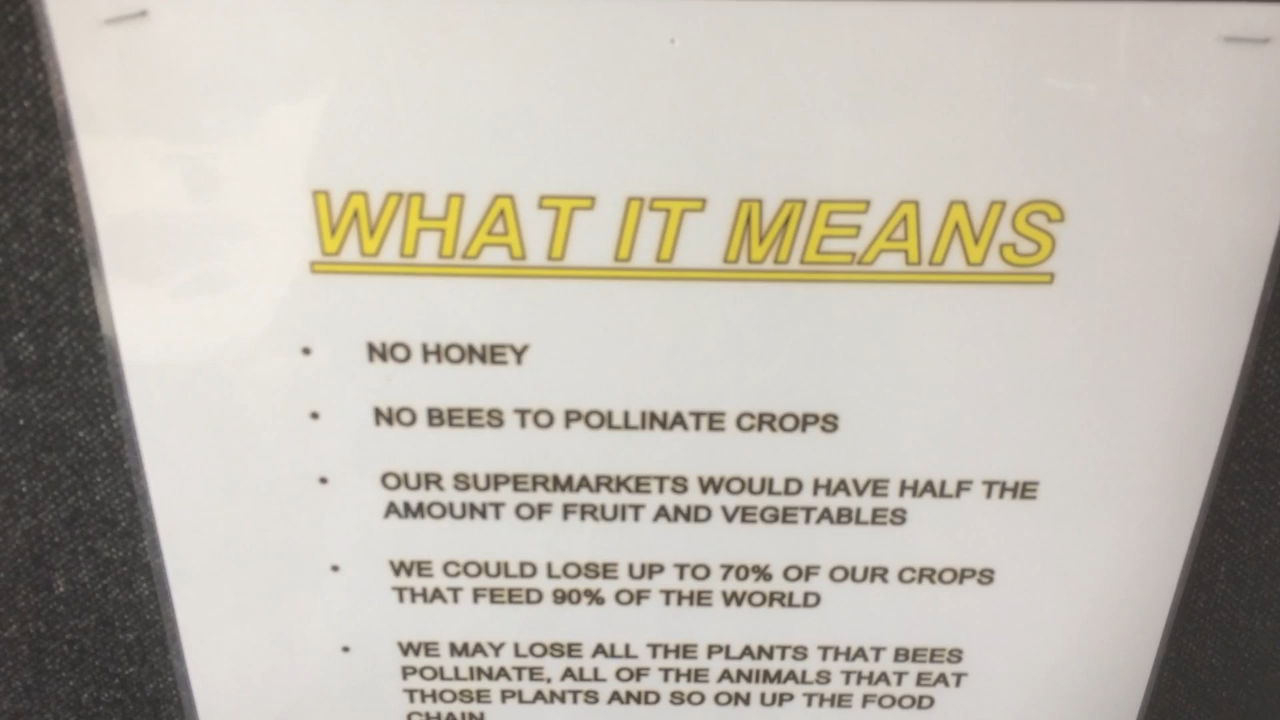 WHAT IT MEANS
• NO HONEY
• NO BEES TO POLLINATE CROPS
• OUR SUPERMARKETS WOULD HAVE HALF THE
AMOUNT OF FRUIT AND VEGETABLES
• WE COULD LOSE UP TO 70% OF OUR CROPS
THAT FEED 90% OF THE WORLD
• WE MAY LOSE ALL THE PLANTS THAT BEES
POLLINATE, ALL OF THE ANIMALS THAT EAT
THOSE PLANTS AND SO ON UP THE FOOD
CHAIN